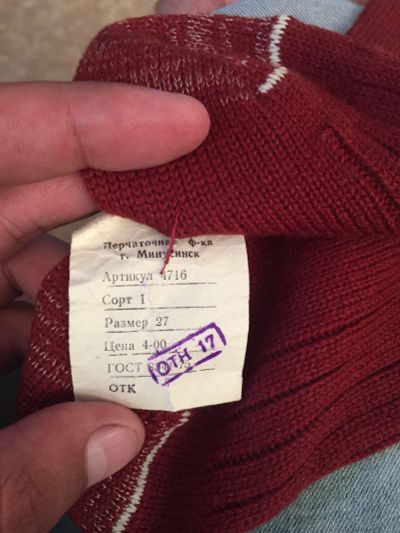 Перчаточная ф-ка
г. Минусинск
Артикул 4716
Сорт 1
Размер 27
Цена 4-00
ГОСТ
ОТК
ОТН 17